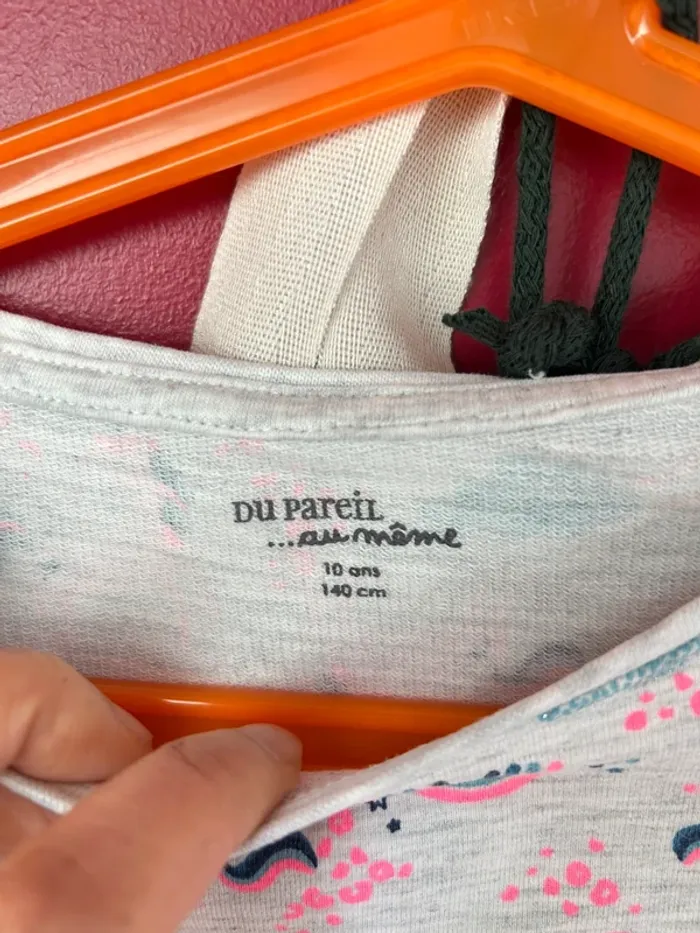 DU PAREIL
...au même
10 ans
140 cm